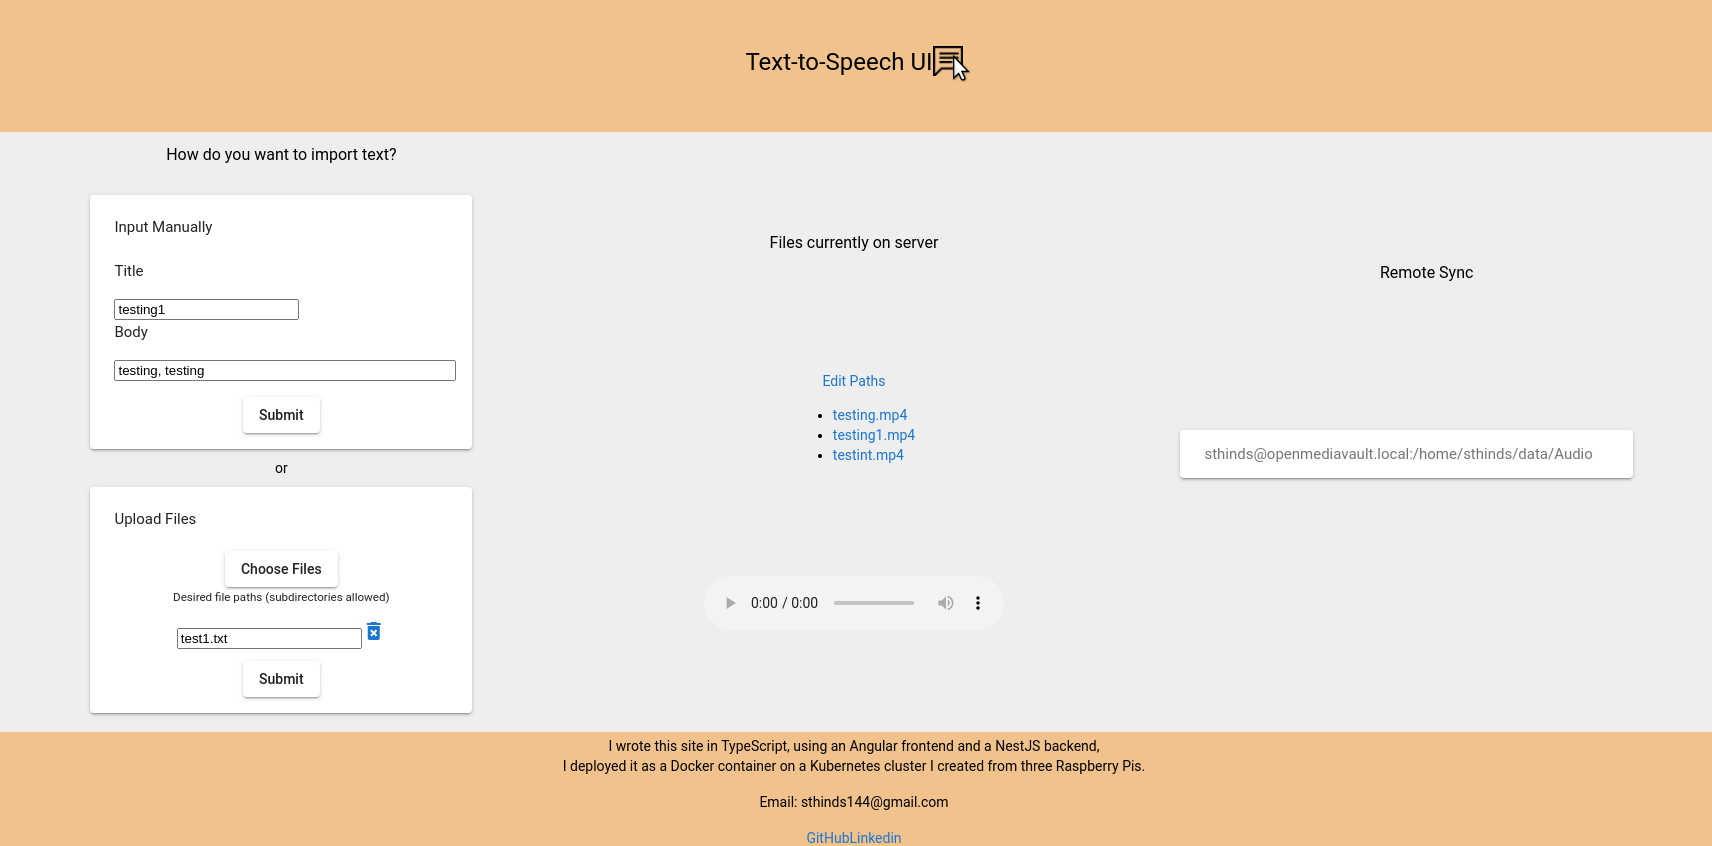 Text-to-Speech UI
How do you want to import text?
Input Manually
Title
testing1
Body
testing, testing
Submit
or
Upload Files
Choose Files
Desired file paths (subdirectories allowed)
test1.txt
Submit
Files currently on server
Edit Paths
testing.mp4
testing1.mp4
testint.mp4
0:00 / 0:00
Remote Sync
sthinds@openmediavault.local:/home/sthinds/data/Audio
I wrote this site in TypeScript, using an Angular frontend and a NestJS backend,
I deployed it as a Docker container on a Kubernetes cluster I created from three Raspberry Pis.
Email: sthinds144@gmail.com
GitHubLinkedin